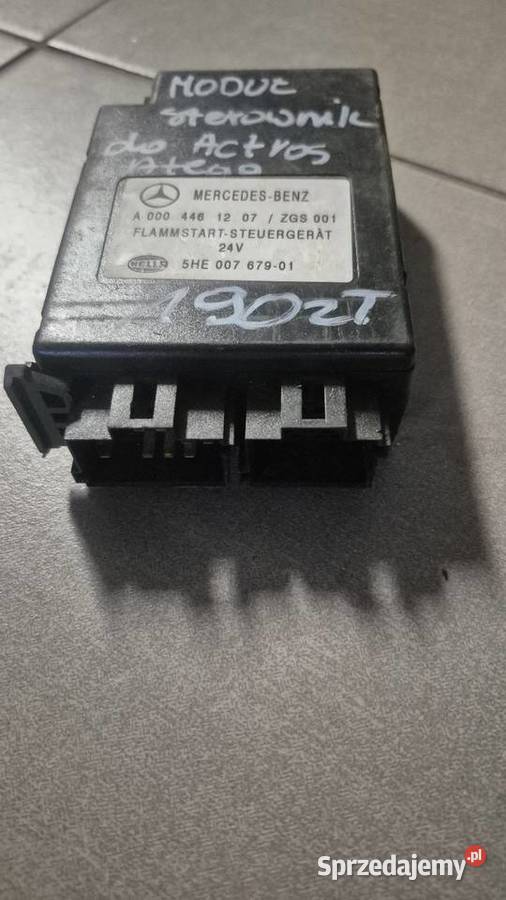 MODUŁ
sterownik
do Actros
Atego
MERCEDES-BENZ
A 000 446 12 07 / ZGS 001
FLAMMSTART-STEUERGERÄT
24V
HELLA 5HE 007 679-01
190zł
Sprzedajemy.pl